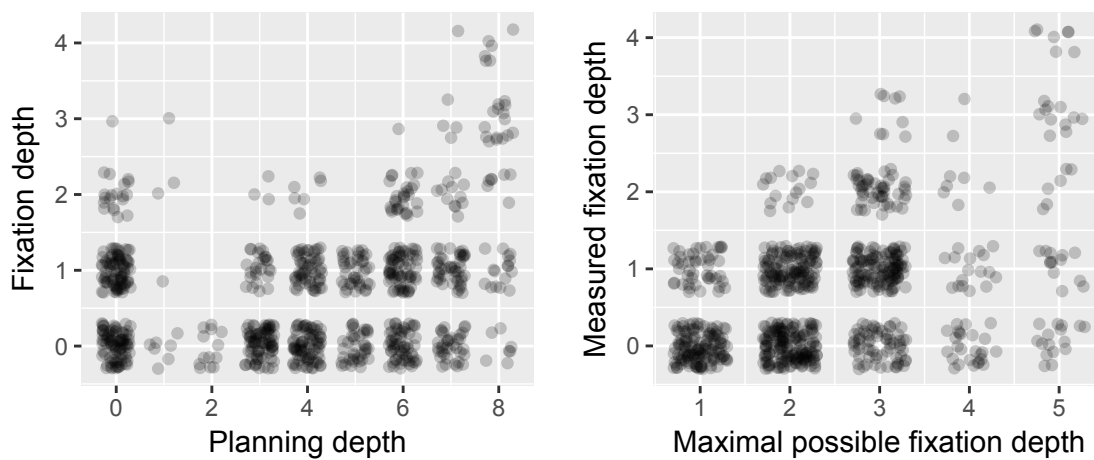 Fixation depth
4
3
2
1
0
0 2 4 6 8
Planning depth
Measured fixation depth
4
3
2
1
0
1 2 3 4 5
Maximal possible fixation depth